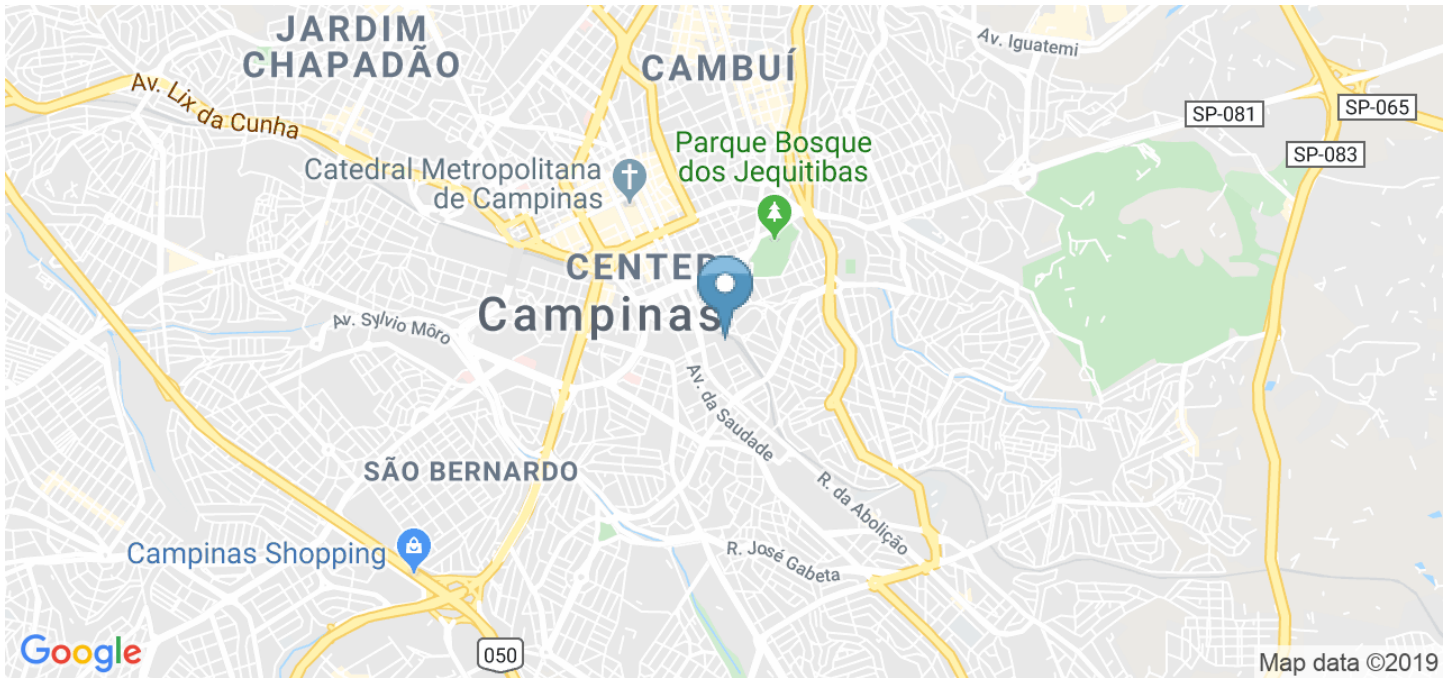 JARDIM
CHAPADÃO
CAMBUÍ
Av. Iguatemi
SP-081
SP-065
SP-083
Av. Lix da Cunha
Parque Bosque
dos Jequitibas
Catedral Metropolitana
de Campinas
CENTER
Campinas
Av. Sylvio Môro
Av. da Saudade
SÃO BERNARDO
R. da Abolição
Campinas Shopping
R. José Gabeta
050
Google
Map data ©2019